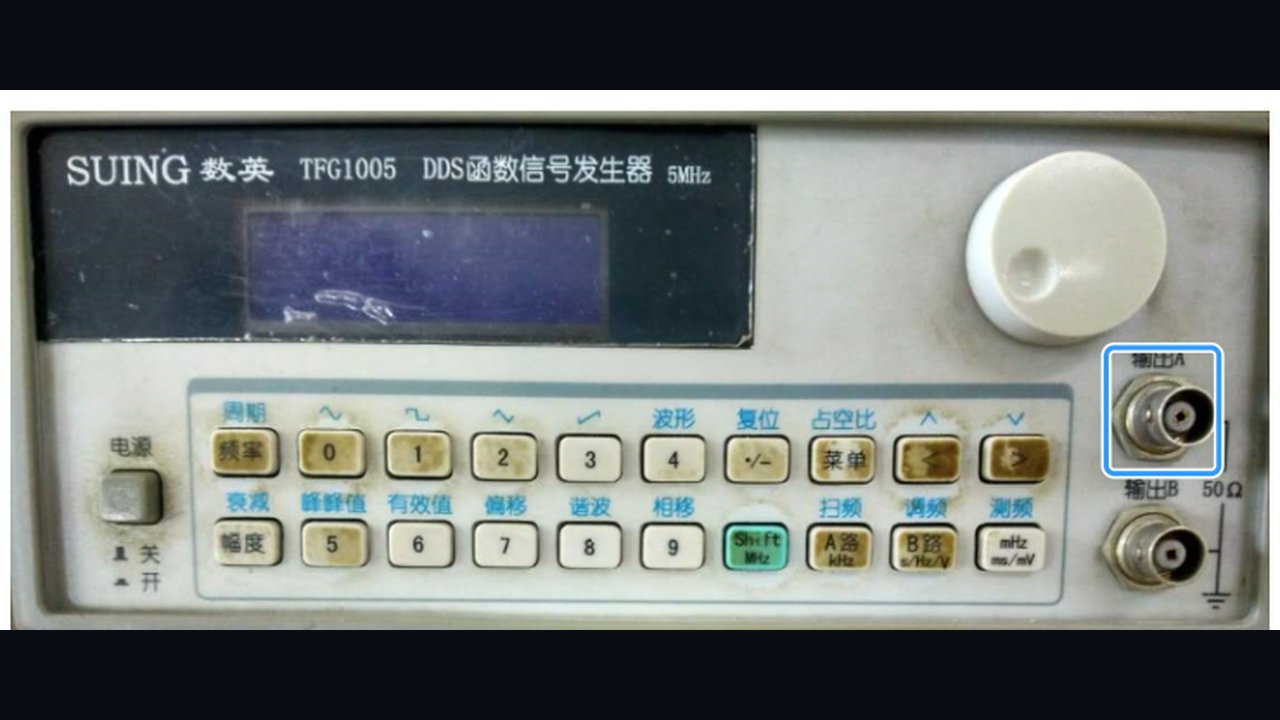 SUING 数英 TFG1005 DDS函数信号发生器 5MHz
输出A
周期 波形 复位 占空比
频率 0 1 2 3 4 ·/− 菜单 < >
电源
输出B 50Ω
衰减 峰峰值 有效值 偏移 谐波 相移 扫频 调频 测频
幅度 5 6 7 8 9 Shift A路 B路 mHz
MHz kHz s/Hz/V ms/mV
关
开